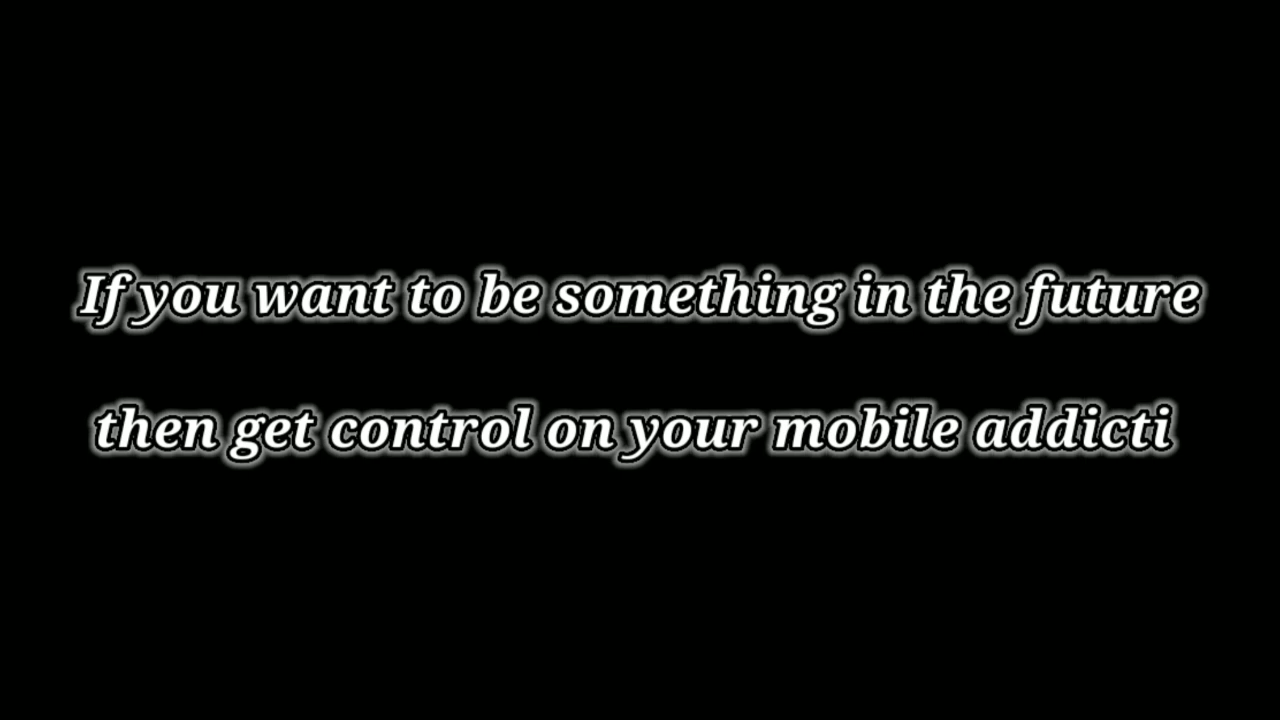 If you want to be something in the future
then get control on your mobile addicti